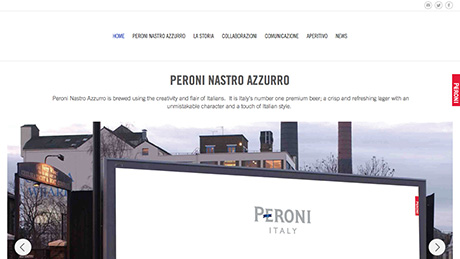 HOME PERONI NASTRO AZZURRO LA STORIA COLLABORAZIONI COMUNICAZIONE APERITIVO NEWS
PERONI
PERONI NASTRO AZZURRO
Peroni Nastro Azzurro is brewed using the creativity and flair of Italians. It is Italy's number one premium beer; a crisp and refreshing lager with an
unmistakable character and a touch of Italian style.
PERONI
ITALY